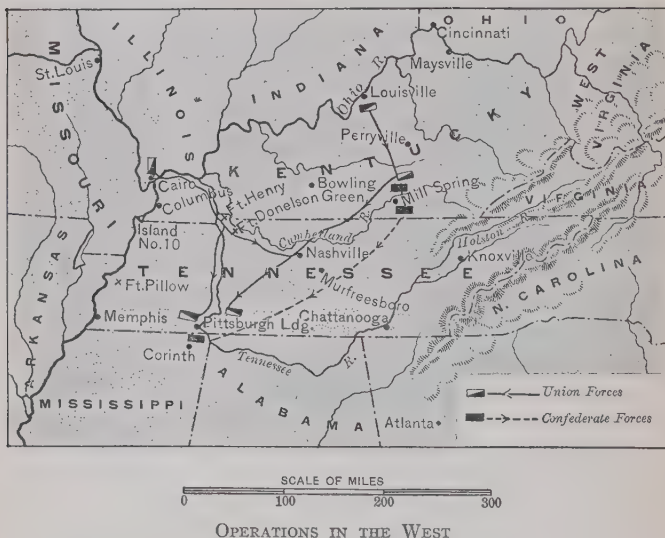 OHIO
Cincinnati
ILLINOIS
INDIANA
MISSOURI
St. Louis
Maysville
WEST VIRGINIA
Ohio R.
Louisville
Perryville
KENTUCKY
VIRGINIA
Cairo
Columbus
Ft. Henry
Ft. Donelson
Bowling Green
Mill Spring
Island No. 10
Cumberland R.
Nashville
Holston R.
Knoxville
TENNESSEE
Ft. Pillow
Murfreesboro
N. CAROLINA
ARKANSAS
Memphis
Pittsburgh Ldg.
Chattanooga
Corinth
Tennessee R.
Union Forces
MISSISSIPPI
ALABAMA
Atlanta
Confederate Forces
SCALE OF MILES
0 100 200 300
OPERATIONS IN THE WEST